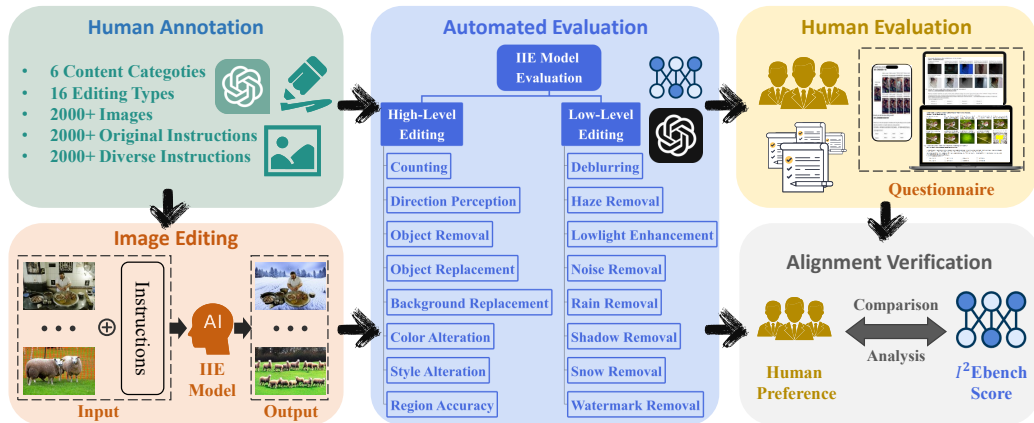 Human Annotation
• 6 Content Categoties
• 16 Editing Types
• 2000+ Images
• 2000+ Original Instructions
• 2000+ Diverse Instructions
Image Editing
Instructions
AI
IIE
Model
Input
Output
Automated Evaluation
IIE Model
Evaluation
High-Level
Editing
Counting
Direction Perception
Object Removal
Object Replacement
Background Replacement
Color Alteration
Style Alteration
Region Accuracy
Low-Level
Editing
Deblurring
Haze Removal
Lowlight Enhancement
Noise Removal
Rain Removal
Shadow Removal
Snow Removal
Watermark Removal
Human Evaluation
Questionnaire
Alignment Verification
Comparison
Analysis
Human
Preference
I²Ebench
Score